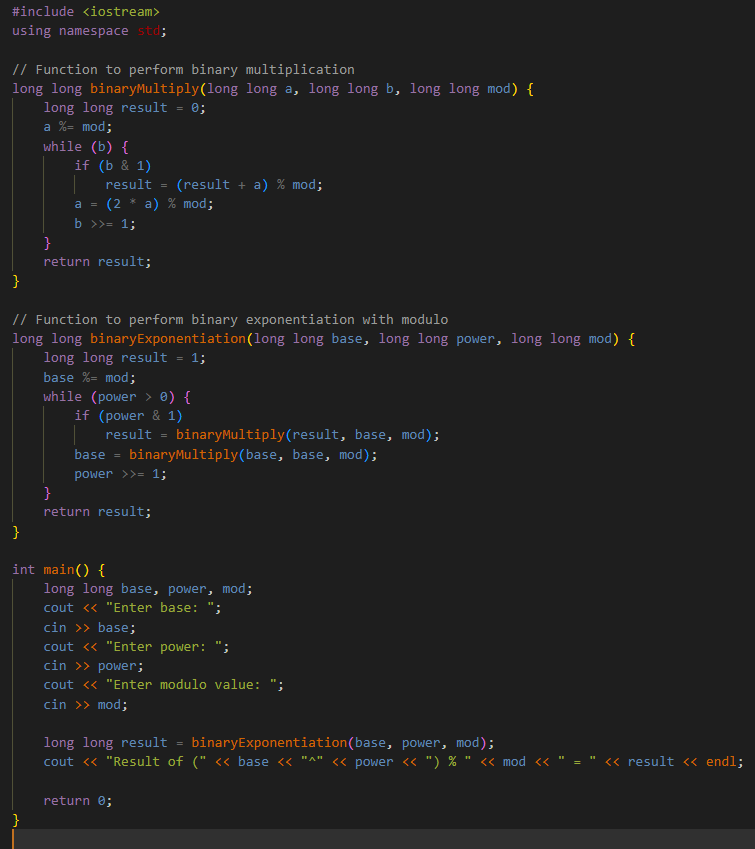 #include <iostream>
using namespace std;

// Function to perform binary multiplication
long long binaryMultiply(long long a, long long b, long long mod) {
    long long result = 0;
    a %= mod;
    while (b) {
        if (b & 1)
            result = (result + a) % mod;
        a = (2 * a) % mod;
        b >>= 1;
    }
    return result;
}

// Function to perform binary exponentiation with modulo
long long binaryExponentiation(long long base, long long power, long long mod) {
    long long result = 1;
    base %= mod;
    while (power > 0) {
        if (power & 1)
            result = binaryMultiply(result, base, mod);
        base = binaryMultiply(base, base, mod);
        power >>= 1;
    }
    return result;
}

int main() {
    long long base, power, mod;
    cout << "Enter base: ";
    cin >> base;
    cout << "Enter power: ";
    cin >> power;
    cout << "Enter modulo value: ";
    cin >> mod;

    long long result = binaryExponentiation(base, power, mod);
    cout << "Result of (" << base << "^" << power << ") % " << mod << " = " << result << endl;

    return 0;
}